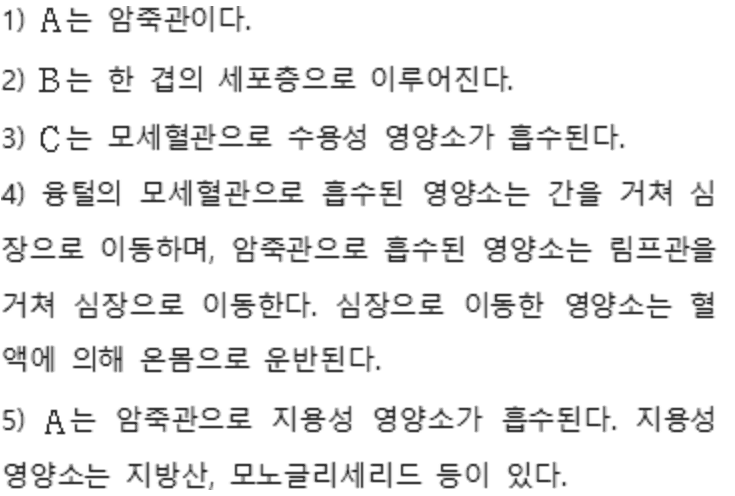 1) A는 암죽관이다.
2) B는 한 겹의 세포층으로 이루어진다.
3) C는 모세혈관으로 수용성 영양소가 흡수된다.
4) 융털의 모세혈관으로 흡수된 영양소는 간을 거쳐 심
장으로 이동하며, 암죽관으로 흡수된 영양소는 림프관을
거쳐 심장으로 이동한다. 심장으로 이동한 영양소는 혈
액에 의해 온몸으로 운반된다.
5) A는 암죽관으로 지용성 영양소가 흡수된다. 지용성
영양소는 지방산, 모노글리세리드 등이 있다.